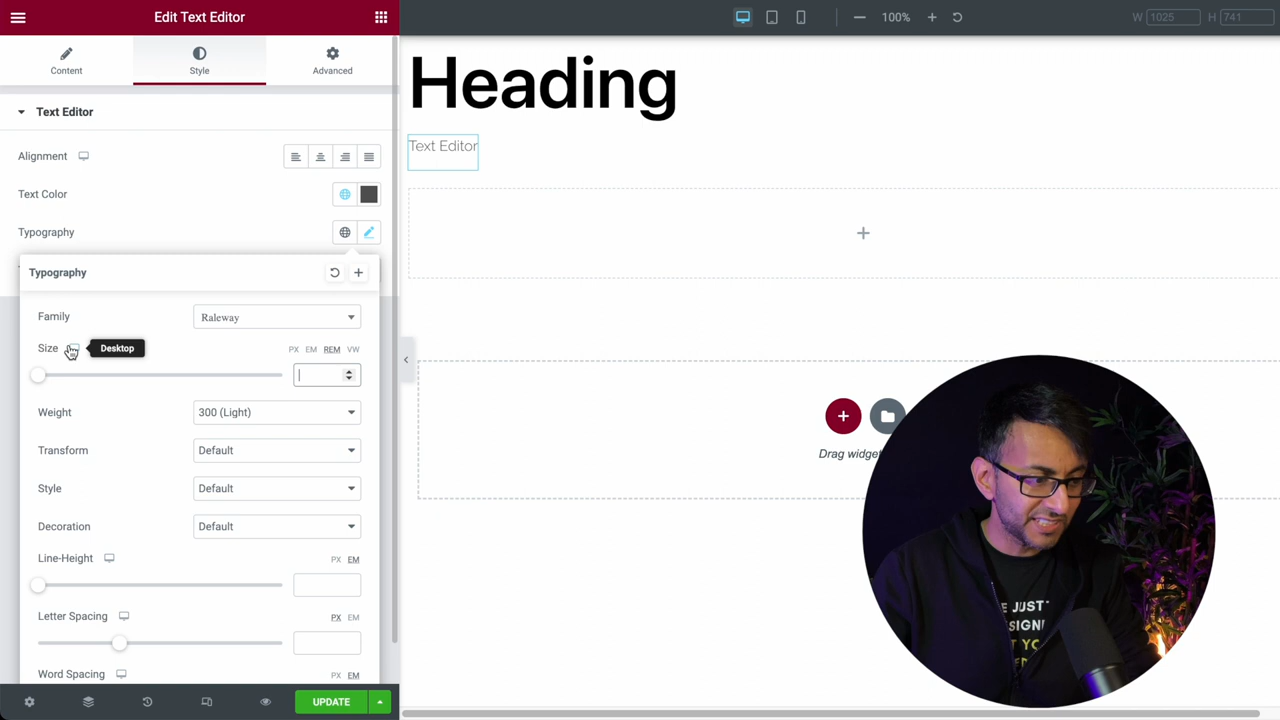 Edit Text Editor
100%
W 1025 H 741
Content Style Advanced
Heading
Text Editor
Text Editor
Alignment
Text Color
Typography
Typography
Family Raleway
Size Desktop PX EM REM VW
Weight 300 (Light)
Transform Default
Drag widge
Style Default
Decoration Default
Line-Height PX EM
Letter Spacing PX EM
Word Spacing PX EM
UPDATE